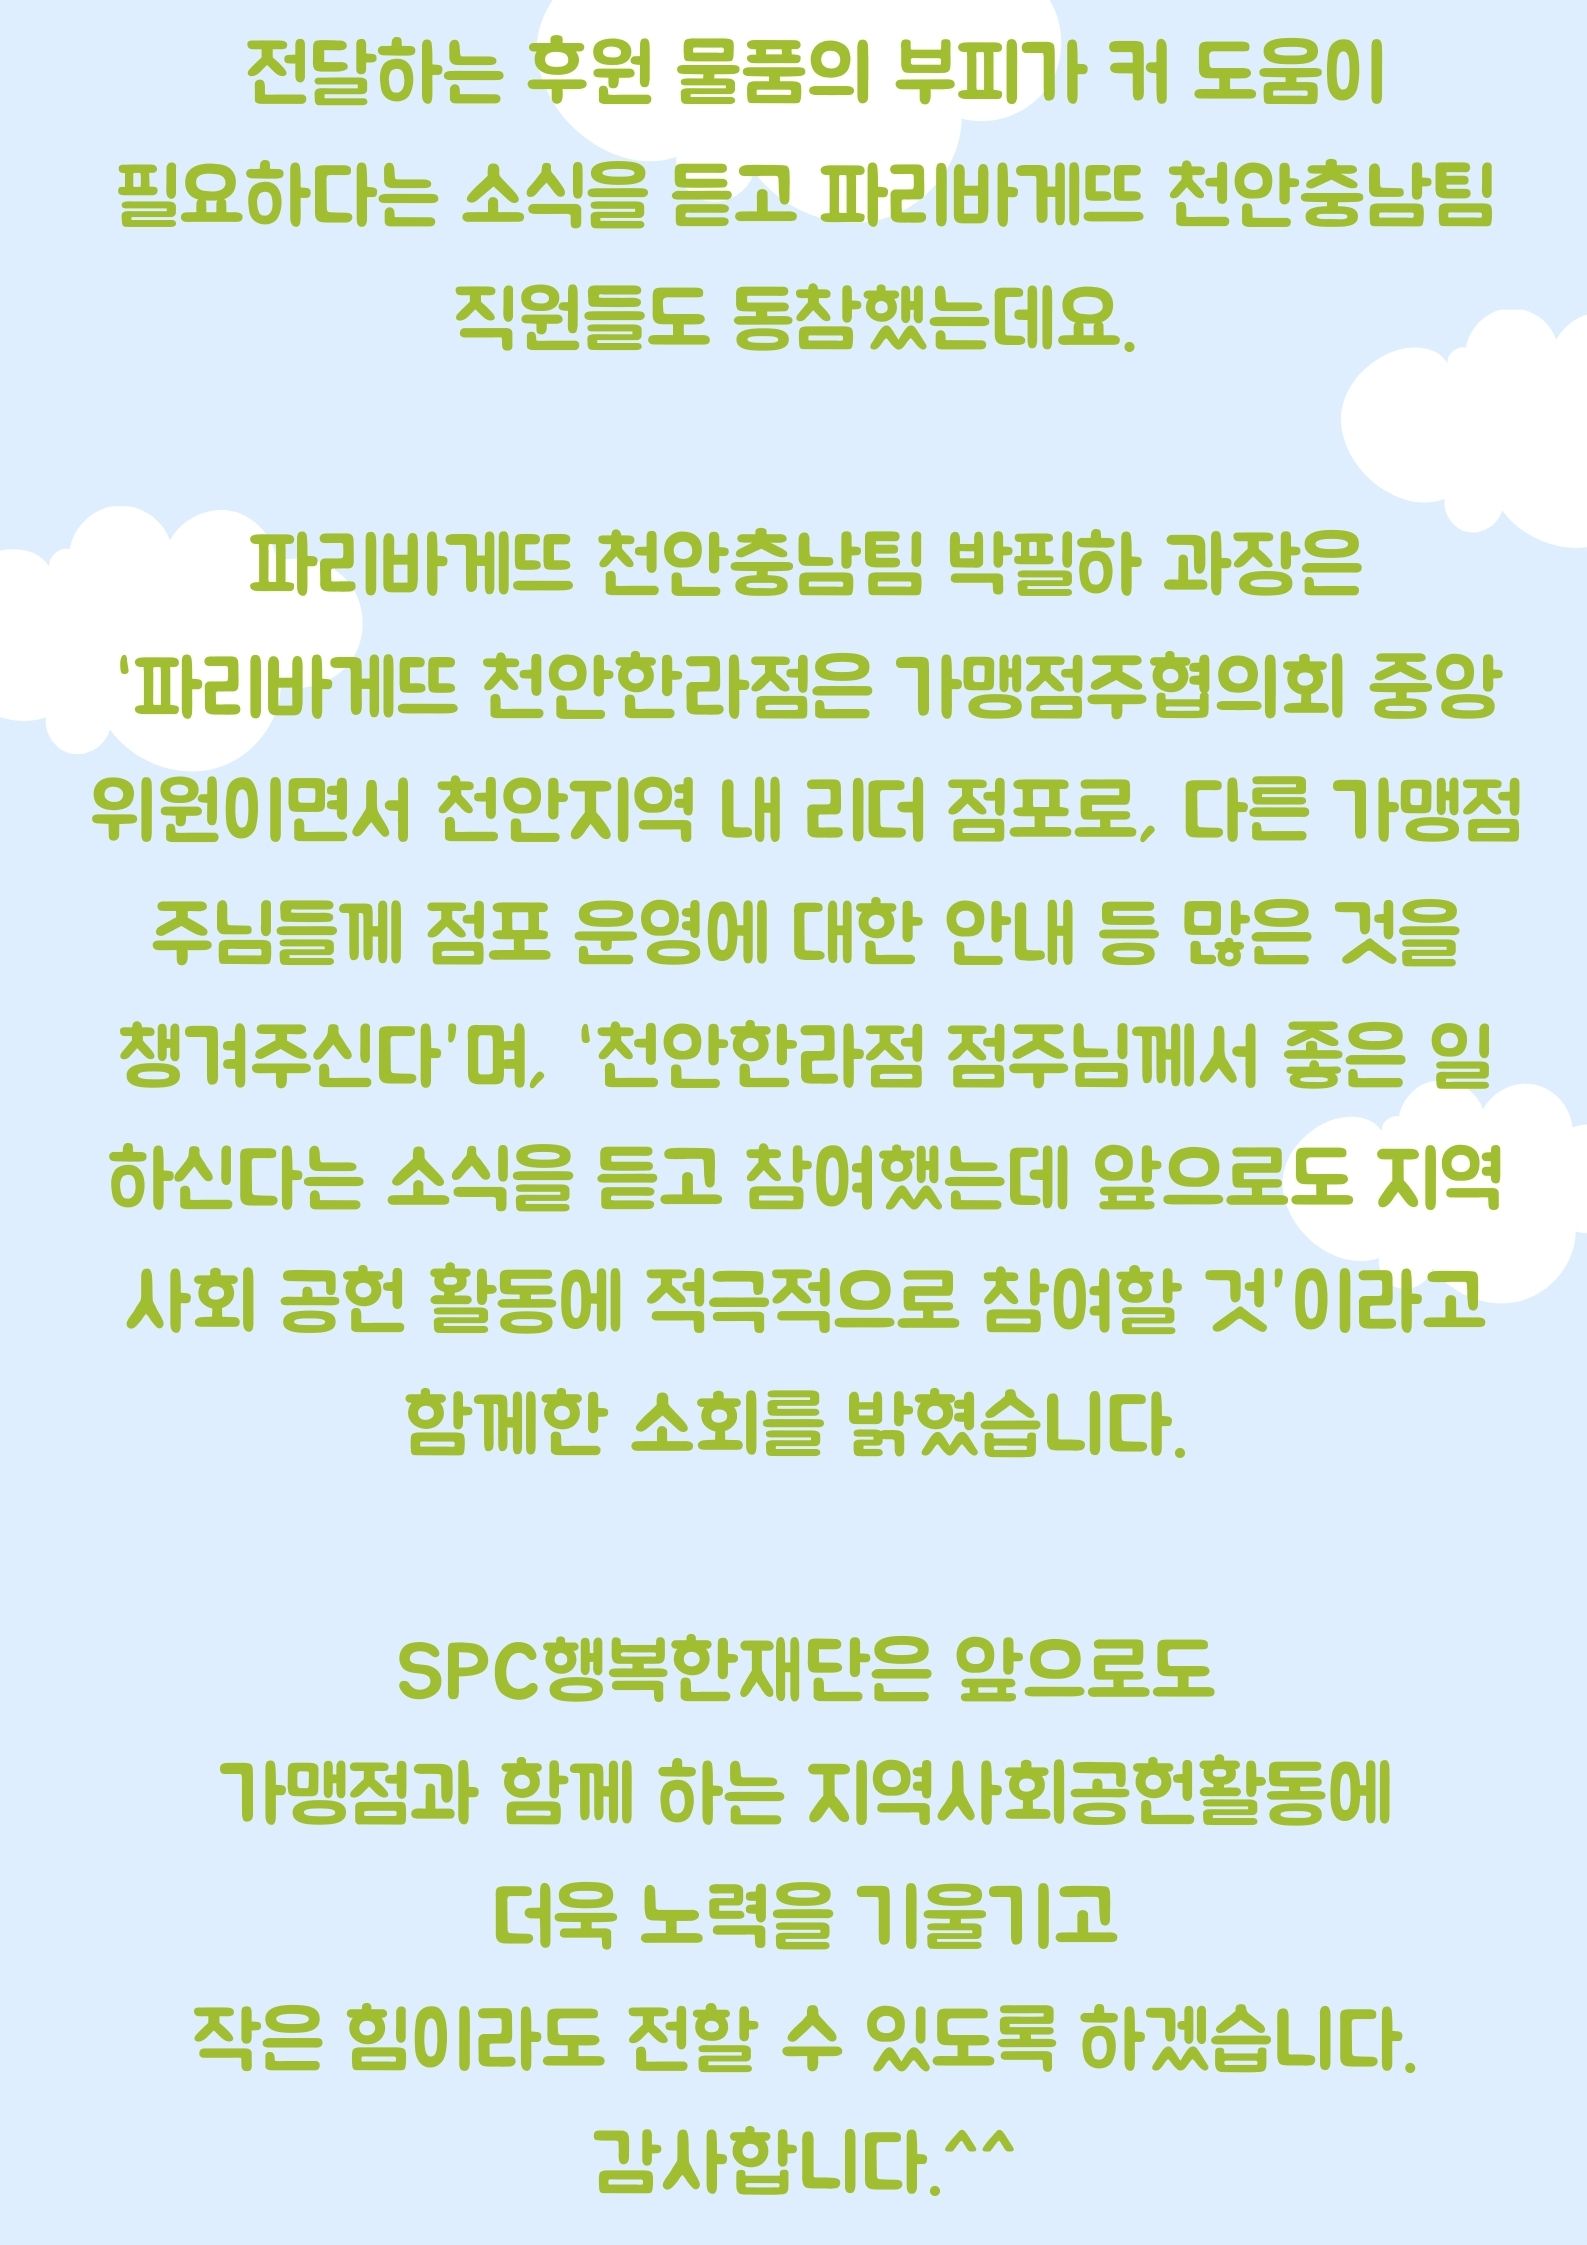 전달하는 후원 물품의 부피가 커 도움이
필요하다는 소식을 듣고 파리바게뜨 천안충남팀
직원들도 동참했는데요.
파리바게뜨 천안충남팀 박필하 과장은
‘파리바게뜨 천안한라점은 가맹점주협의회 중앙
위원이면서 천안지역 내 리더 점포로, 다른 가맹점
주님들께 점포 운영에 대한 안내 등 많은 것을
챙겨주신다’며, ‘천안한라점 점주님께서 좋은 일
하신다는 소식을 듣고 참여했는데 앞으로도 지역
사회 공헌 활동에 적극적으로 참여할 것’이라고
함께한 소회를 밝혔습니다.
SPC행복한재단은 앞으로도
가맹점과 함께 하는 지역사회공헌활동에
더욱 노력을 기울기고
작은 힘이라도 전할 수 있도록 하겠습니다.
감사합니다.^^